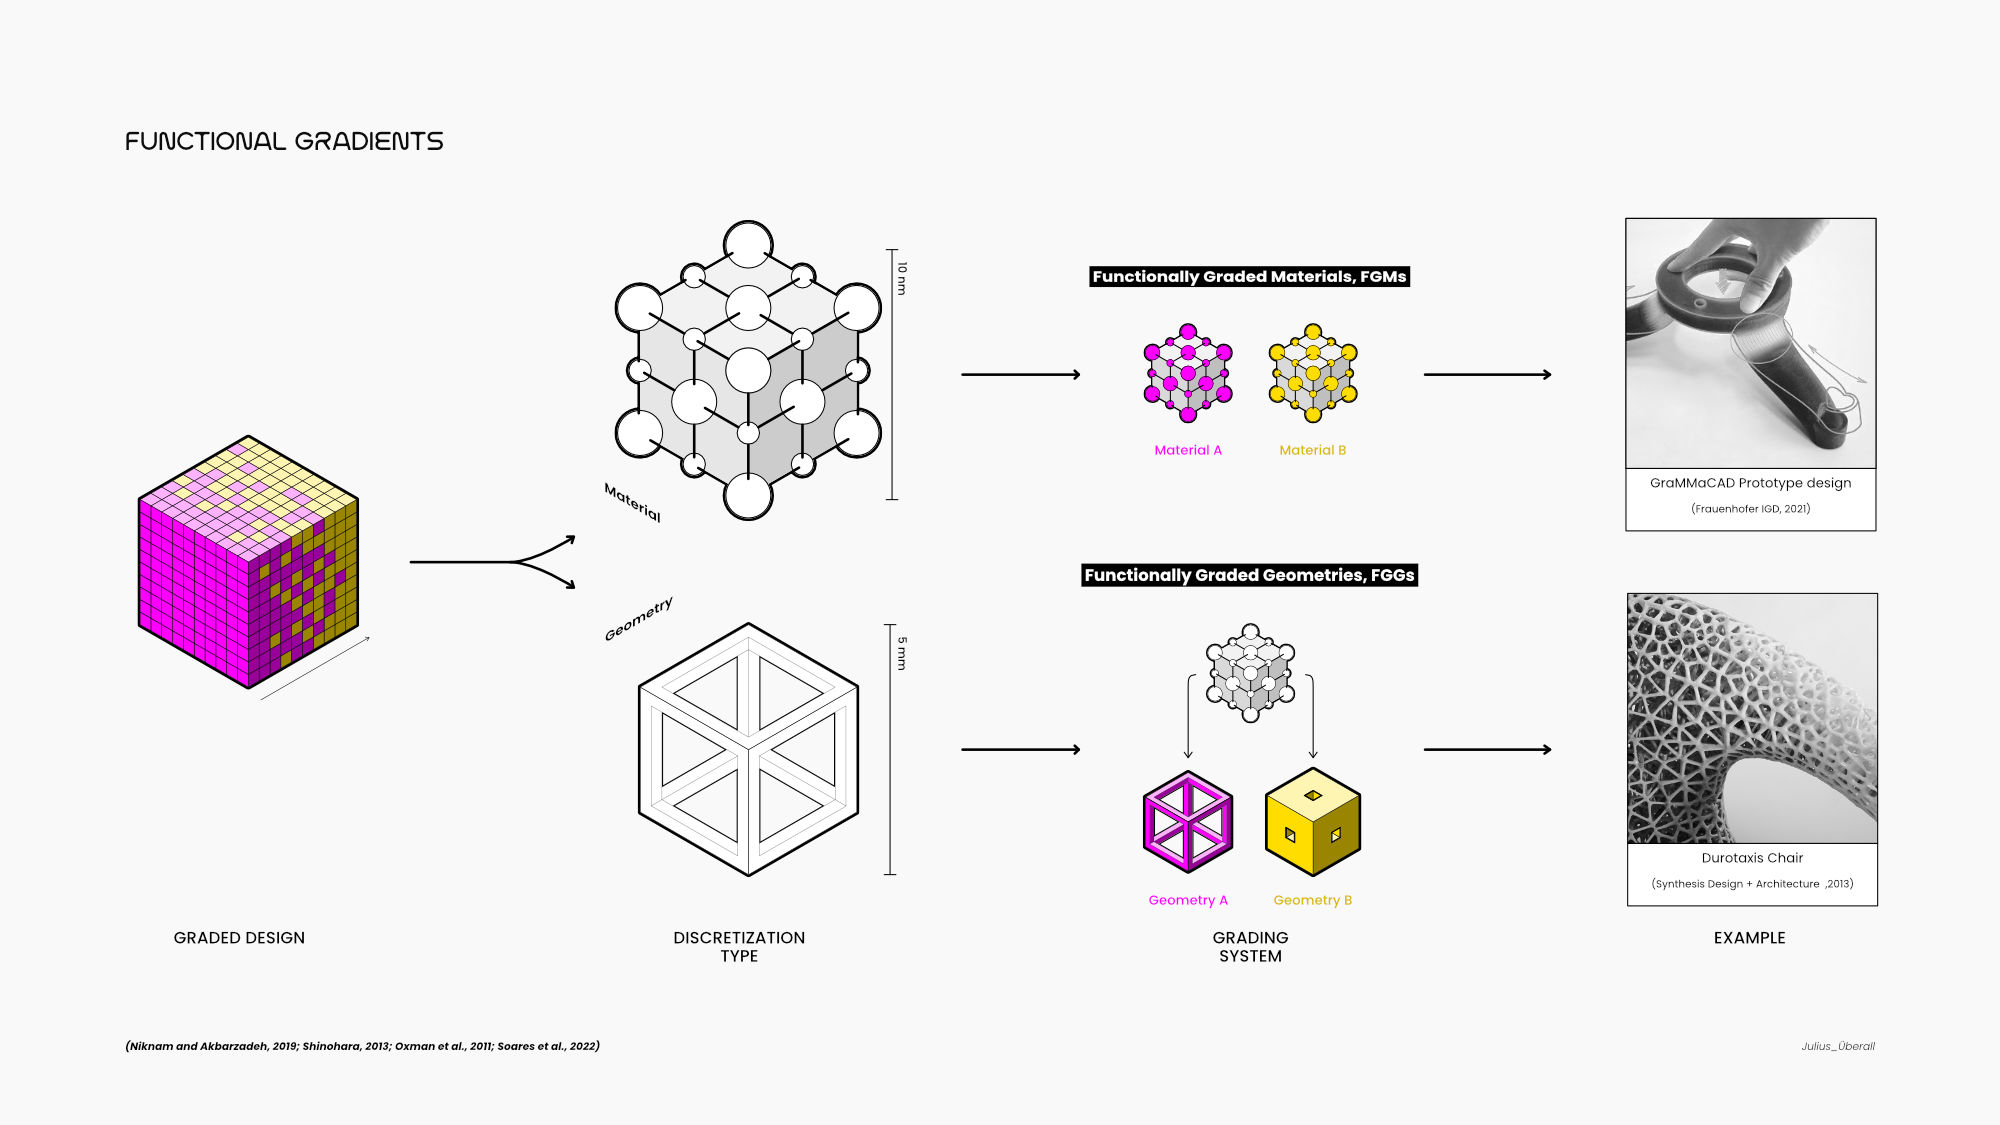 FUNCTIONAL GRADIENTS
10 nm
Functionally Graded Materials, FGMs
Material A
Material B
Material
GraMMaCAD Prototype design
(Frauenhofer IGD, 2021)
Functionally Graded Geometries, FGGs
Geometry
5 mm
Geometry A
Geometry B
Durotaxis Chair
(Synthesis Design + Architecture ,2013)
GRADED DESIGN
DISCRETIZATION
TYPE
GRADING
SYSTEM
EXAMPLE
(Niknam and Akbarzadeh, 2019; Shinohara, 2013; Oxman et al., 2011; Soares et al., 2022)
Julius_Überall